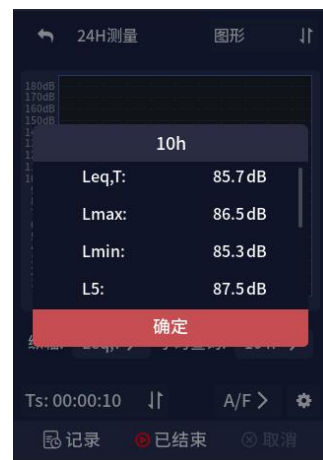 24H测量 图形
180dB
170dB
160dB
150dB
10h
Leq,T: 85.7dB
Lmax: 86.5dB
Lmin: 85.3dB
L5: 87.5dB
确定
Ts: 00:00:10 A/F >
记录 已结束 取消